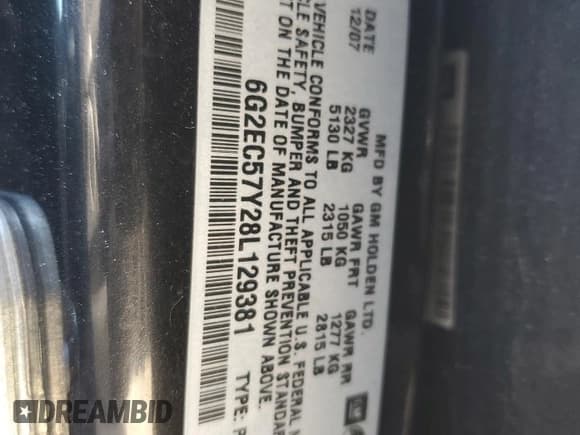 MFD BY GM HOLDEN LTD.
DATE GVWR GAWR FRT GAWR RR
12/07 2327 KG 1050 KG 1277 KG
5130 LB 2315 LB 2815 LB
VEHICLE CONFORMS TO ALL APPLICABLE U.S. FEDERAL
SAFETY, BUMPER AND THEFT PREVENTION
ON THE DATE OF MANUFACTURE SHOWN ABOVE.
6G2EC57Y28L129381 TYPE:
GM
DREAMBID